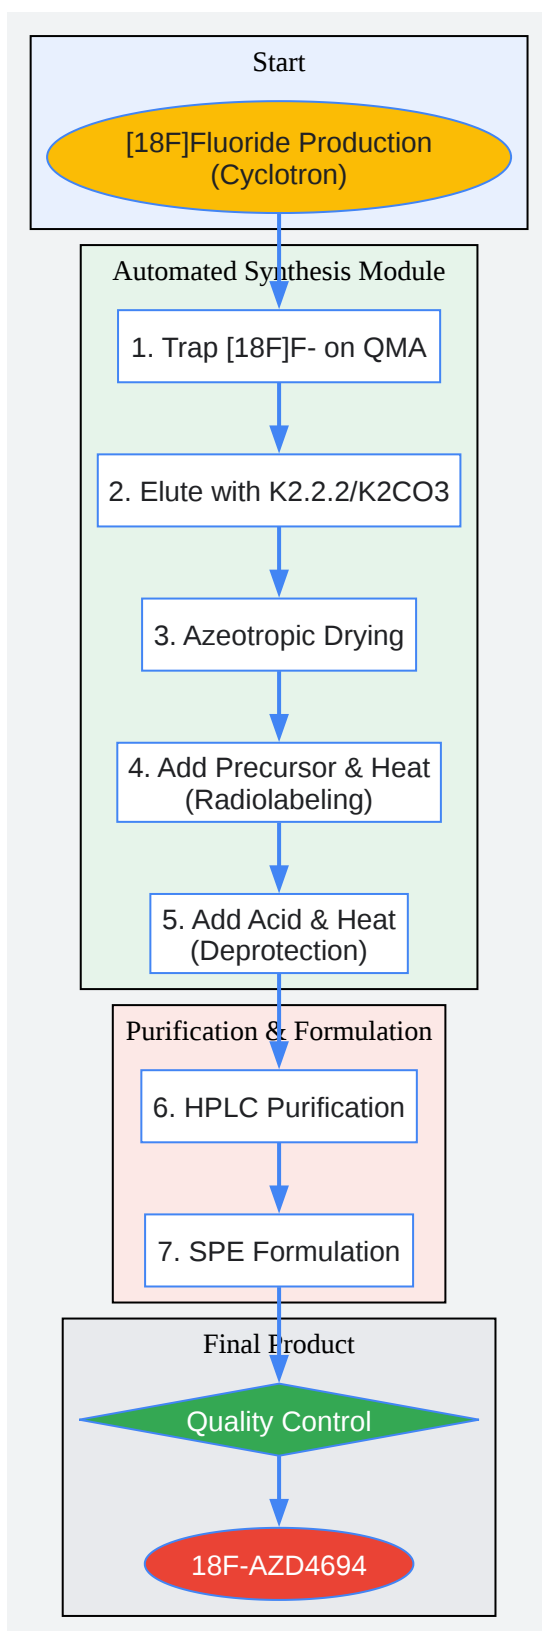 Start
[18F]Fluoride Production
(Cyclotron)
Automated Synthesis Module
1. Trap [18F]F- on QMA
2. Elute with K2.2.2/K2CO3
3. Azeotropic Drying
4. Add Precursor & Heat
(Radiolabeling)
5. Add Acid & Heat
(Deprotection)
Purification & Formulation
6. HPLC Purification
7. SPE Formulation
Final Product
Quality Control
18F-AZD4694